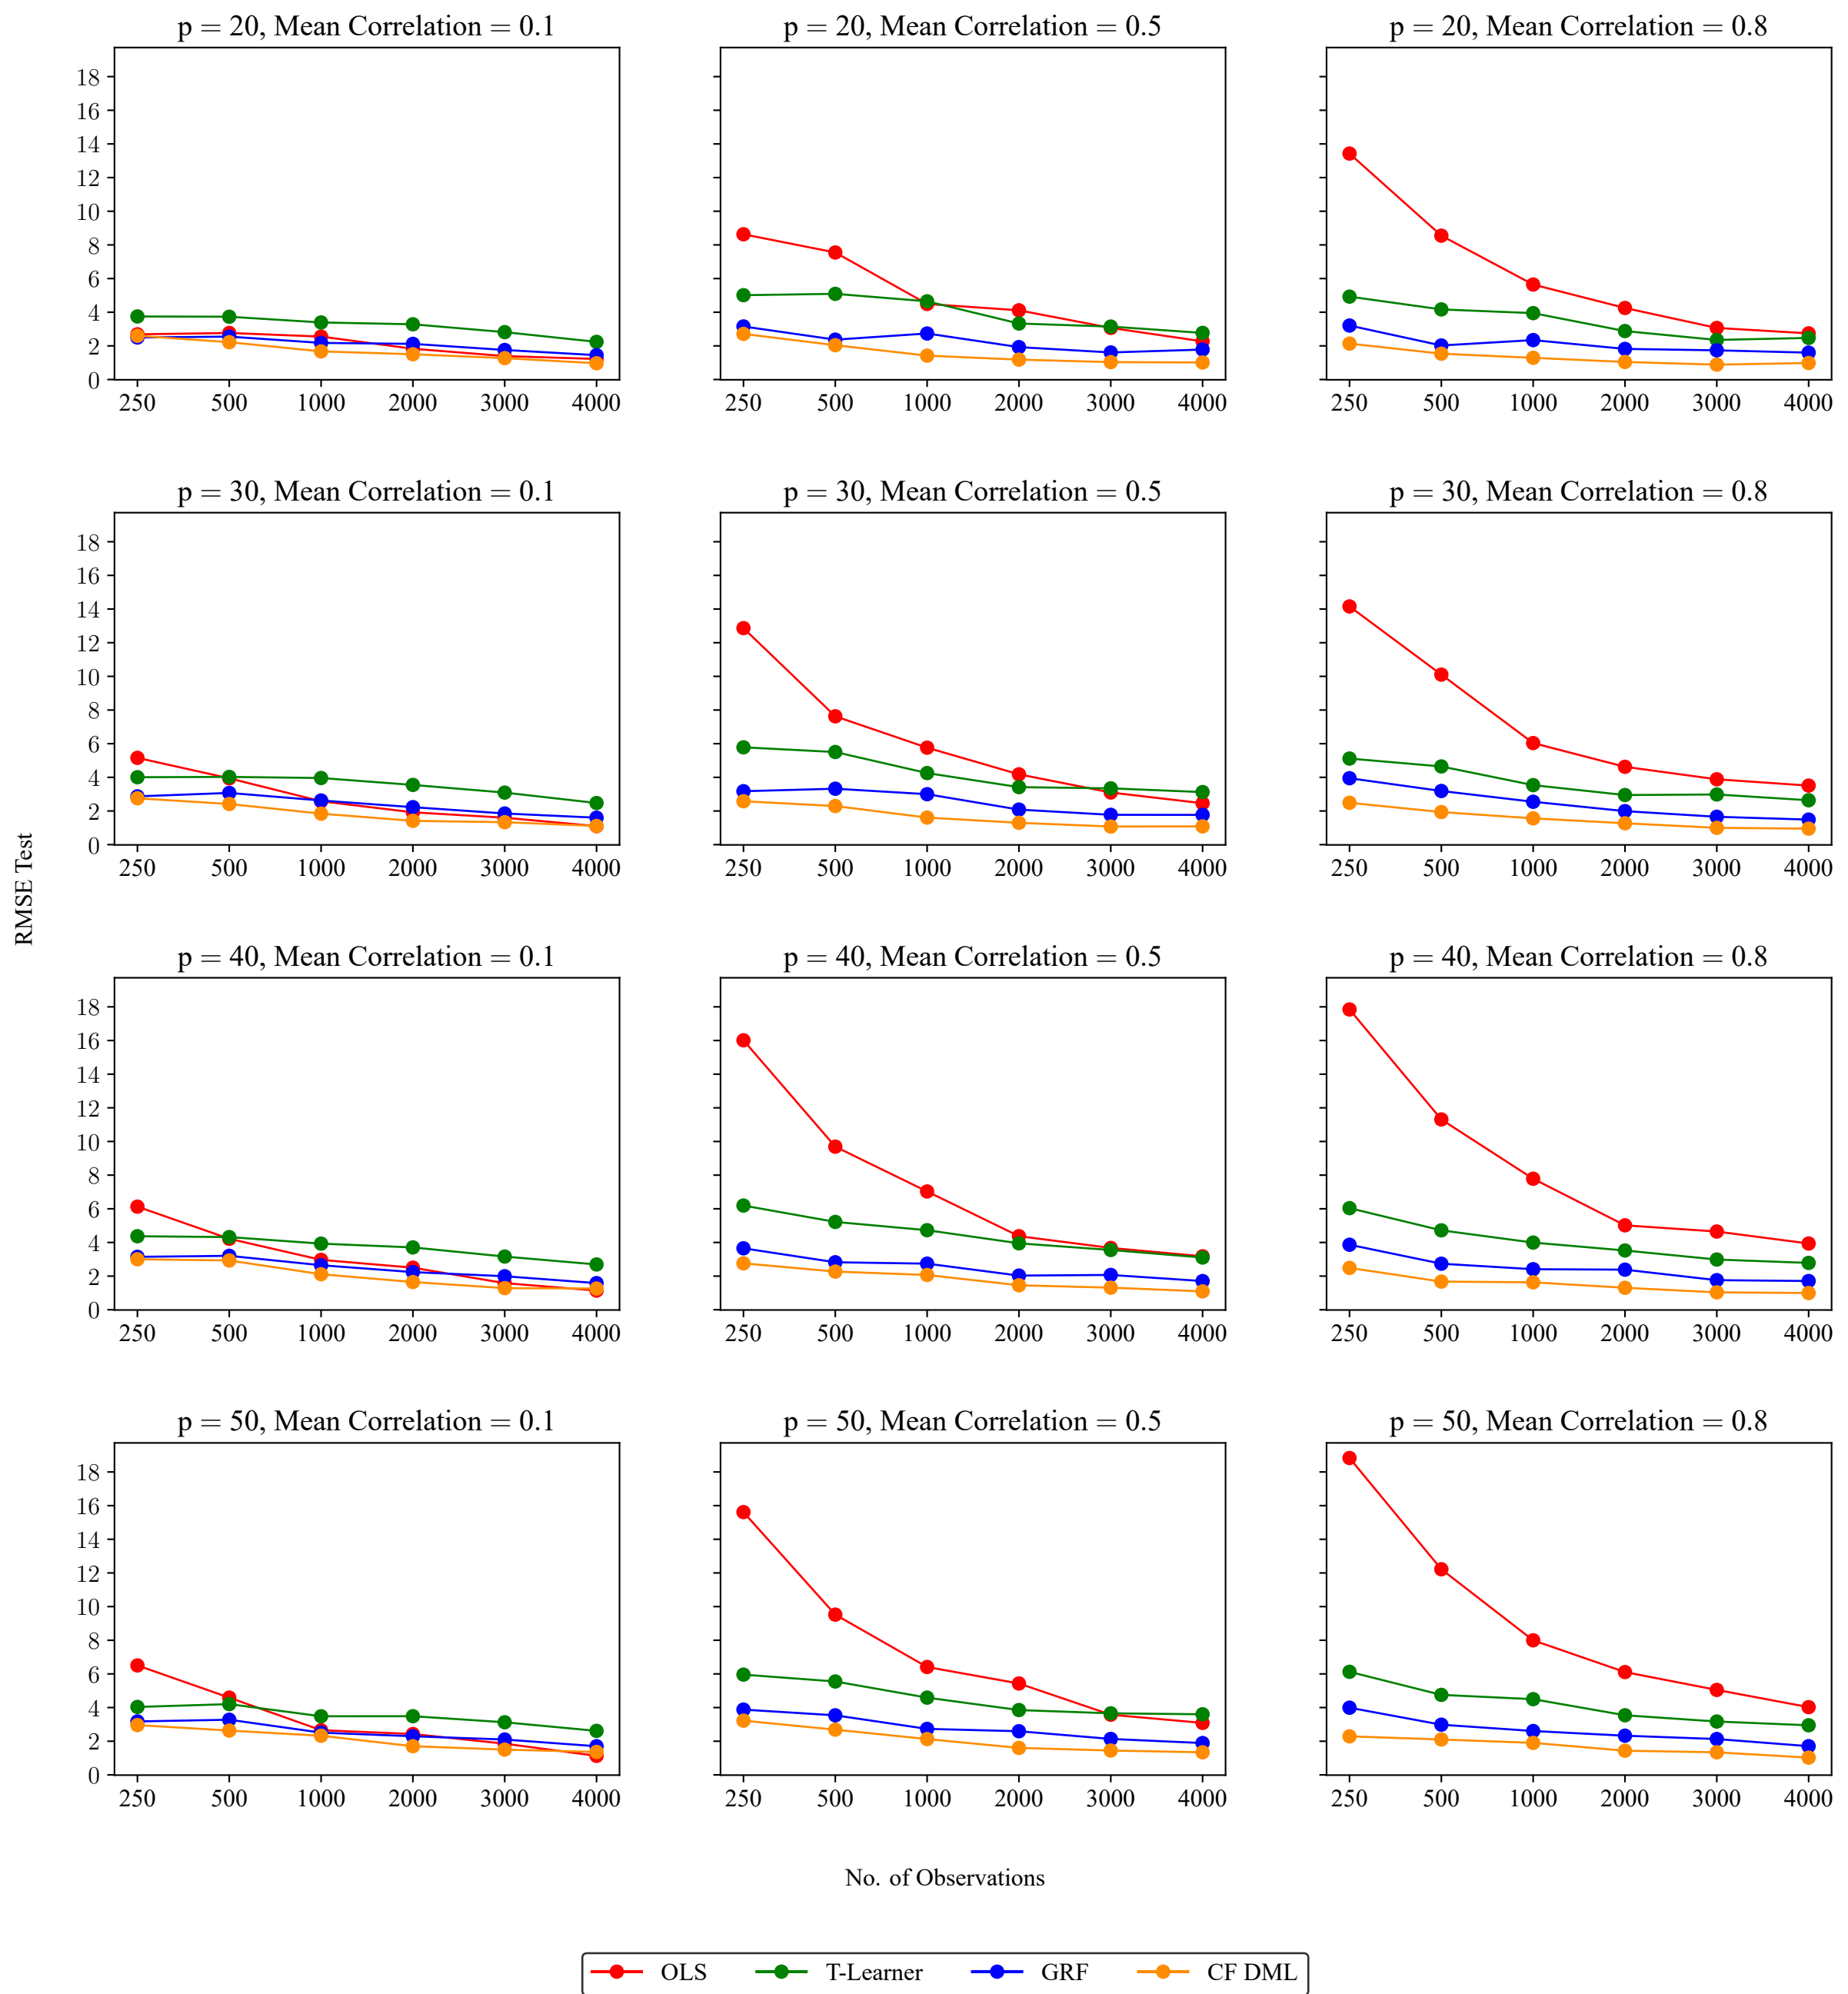 p = 20, Mean Correlation = 0.1
p = 20, Mean Correlation = 0.5
p = 20, Mean Correlation = 0.8
18
16
14
12
10
8
6
4
2
0
250 500 1000 2000 3000 4000
250 500 1000 2000 3000 4000
250 500 1000 2000 3000 4000
p = 30, Mean Correlation = 0.1
p = 30, Mean Correlation = 0.5
p = 30, Mean Correlation = 0.8
18
16
14
12
10
8
6
4
2
0
250 500 1000 2000 3000 4000
250 500 1000 2000 3000 4000
250 500 1000 2000 3000 4000
RMSE Test
p = 40, Mean Correlation = 0.1
p = 40, Mean Correlation = 0.5
p = 40, Mean Correlation = 0.8
18
16
14
12
10
8
6
4
2
0
250 500 1000 2000 3000 4000
250 500 1000 2000 3000 4000
250 500 1000 2000 3000 4000
p = 50, Mean Correlation = 0.1
p = 50, Mean Correlation = 0.5
p = 50, Mean Correlation = 0.8
18
16
14
12
10
8
6
4
2
0
250 500 1000 2000 3000 4000
250 500 1000 2000 3000 4000
250 500 1000 2000 3000 4000
No. of Observations
OLS T-Learner GRF CF DML